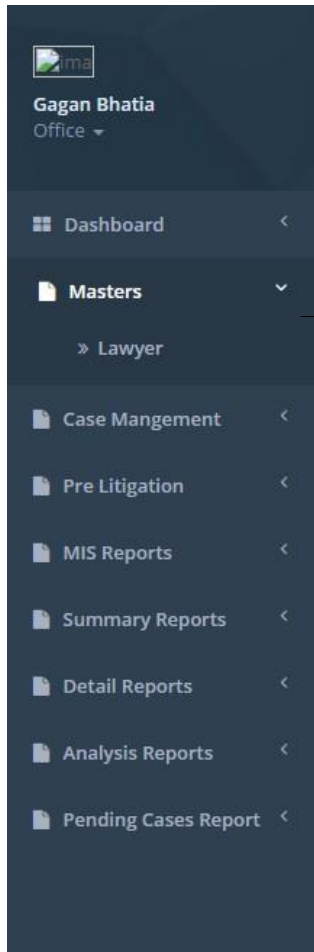 ima
Gagan Bhatia
Office
Dashboard
Masters
» Lawyer
Case Mangement
Pre Litigation
MIS Reports
Summary Reports
Detail Reports
Analysis Reports
Pending Cases Report